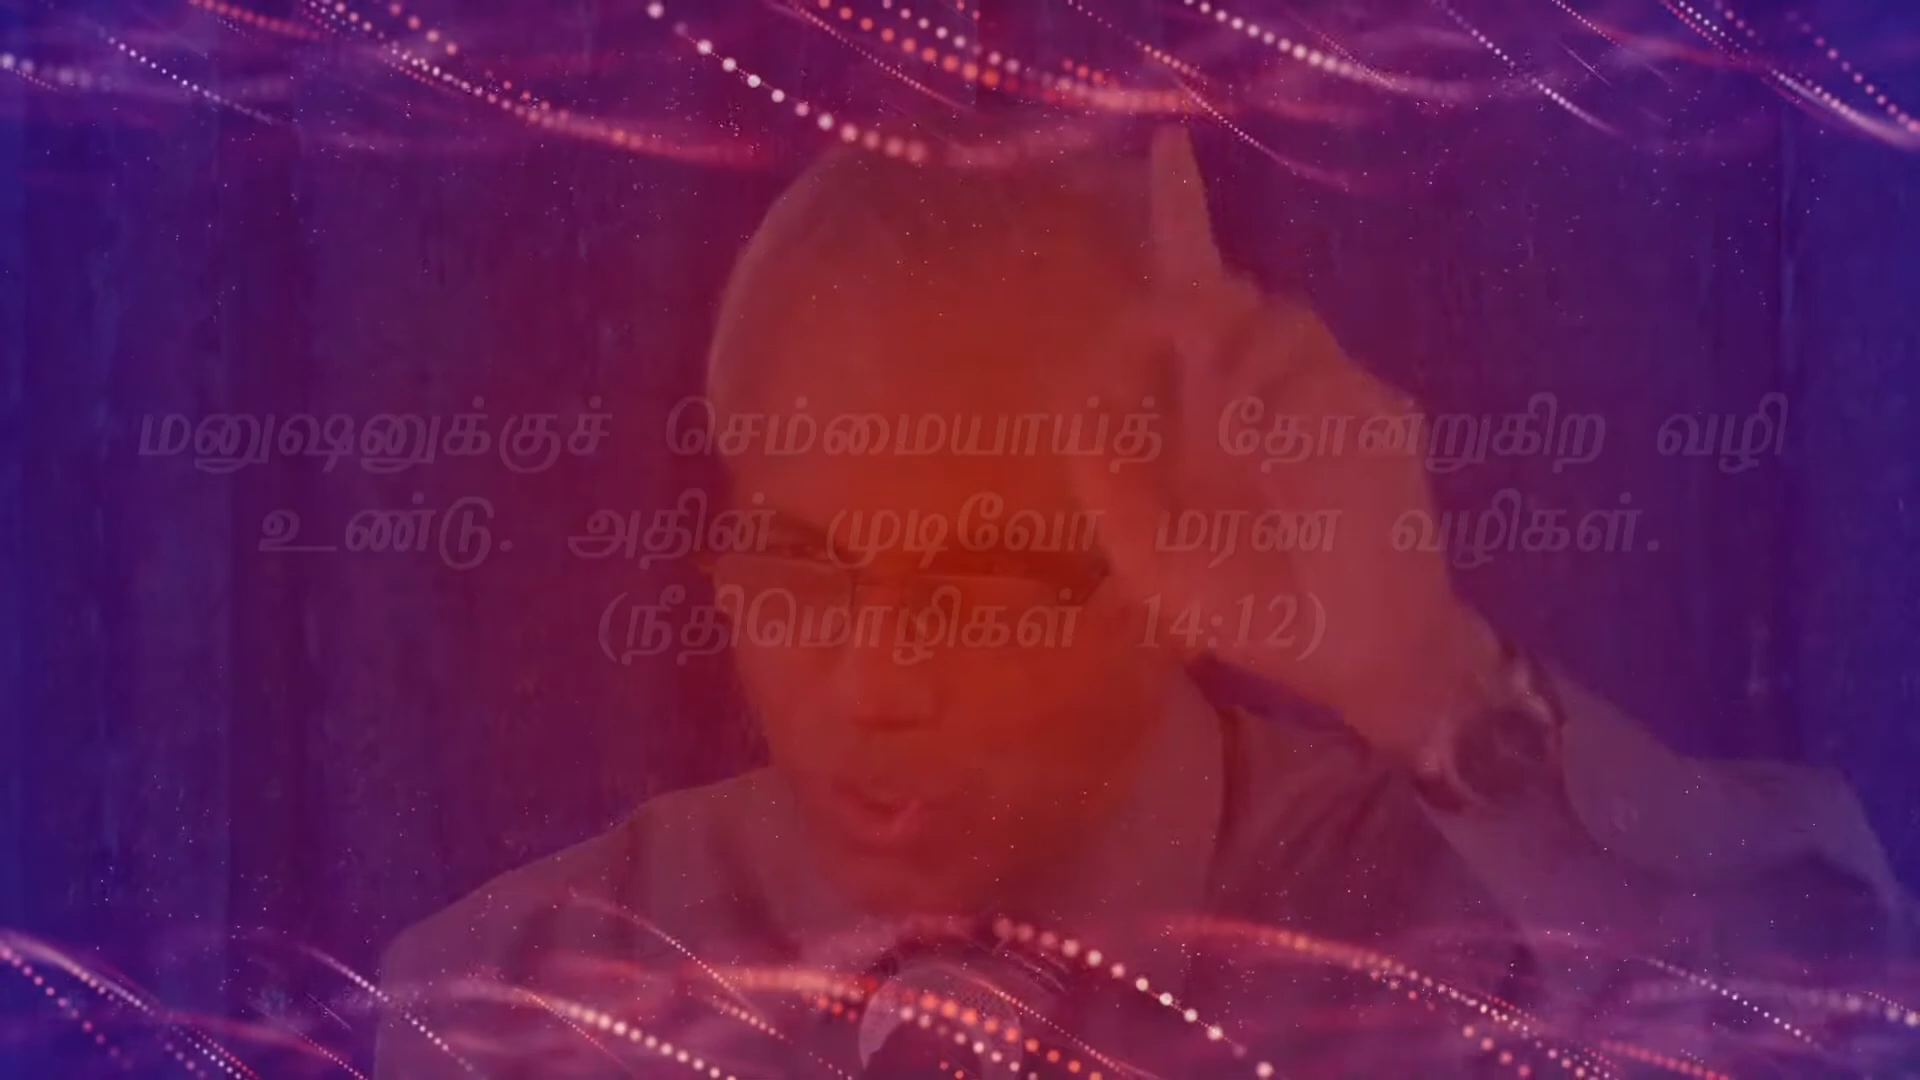 மனுஷனுக்குச் செம்மையாய்த் தோன்றுகிற வழி
உண்டு. அதின் முடிவோ மரண வழிகள்.
(நீதிமொழிகள் 14:12)